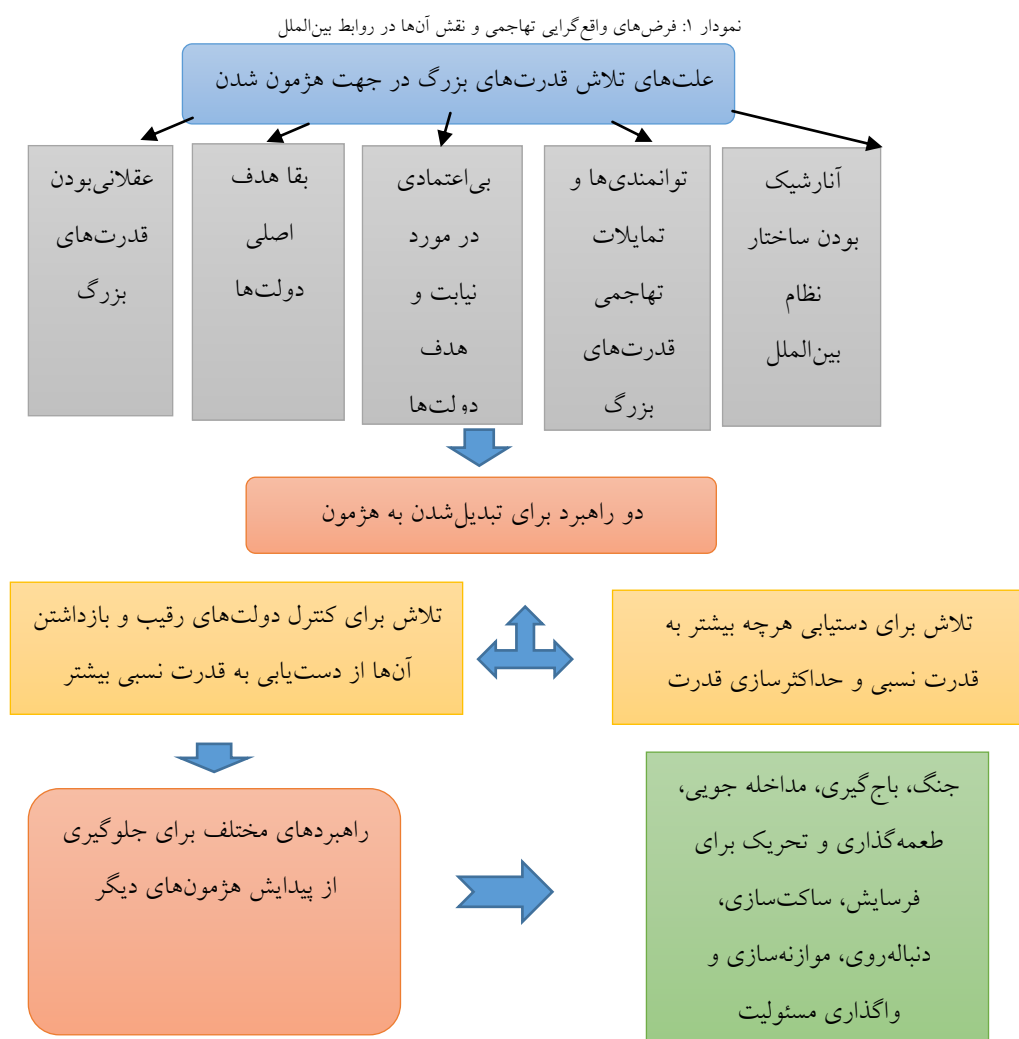 نمودار ۱: فرض‌های واقع‌گرایی تهاجمی و نقش آن‌ها در روابط بین‌الملل
علت‌های تلاش قدرت‌های بزرگ در جهت هژمون شدن
آنارشیک
بودن ساختار
نظام
بین‌الملل
توانمندی‌ها و
تمایلات
تهاجمی
قدرت‌های
بزرگ
بی‌اعتمادی
در مورد
نیابت و
هدف
دولت‌ها
بقا هدف
اصلی
دولت‌ها
عقلانی‌بودن
قدرت‌های
بزرگ
دو راهبرد برای تبدیل‌شدن به هژمون
تلاش برای دستیابی هرچه بیشتر به
قدرت نسبی و حداکثرسازی قدرت
تلاش برای کنترل دولت‌های رقیب و بازداشتن
آن‌ها از دست‌یابی به قدرت نسبی بیشتر
راهبردهای مختلف برای جلوگیری
از پیدایش هژمون‌های دیگر
جنگ، باج‌گیری، مداخله جویی،
طعمه‌گذاری و تحریک برای
فرسایش، ساکت‌سازی،
دنباله‌روی، موازنه‌سازی و
واگذاری مسئولیت